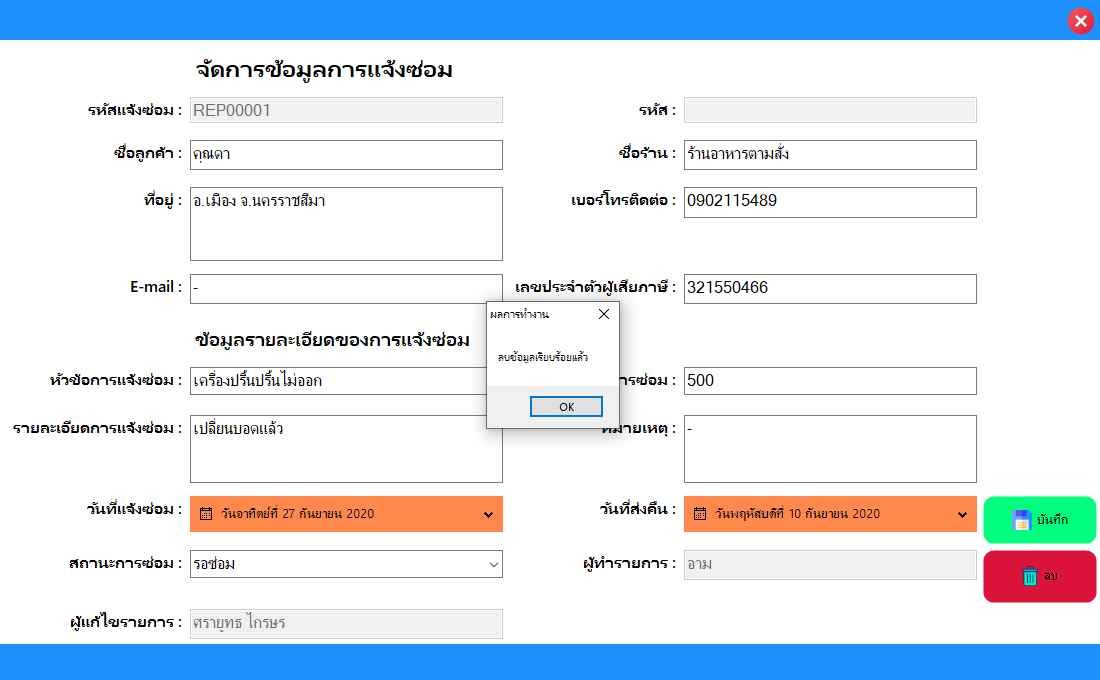 จัดการข้อมูลการแจ้งซ่อม
รหัสแจ้งซ่อม : REP00001 รหัส :
ชื่อลูกค้า : คุณดา ชื่อร้าน : ร้านอาหารตามสั่ง
ที่อยู่ : อ.เมือง จ.นครราชสีมา เบอร์โทรติดต่อ : 0902115489
E-mail : - เลขประจำตัวผู้เสียภาษี : 321550466
ผลการทำงาน
ข้อมูลรายละเอียดของการแจ้งซ่อม
ลบข้อมูลเรียบร้อยแล้ว
หัวข้อการแจ้งซ่อม : เครื่องปริ้นปริ้นไม่ออก ารซ่อม : 500
OK
รายละเอียดการแจ้งซ่อม : เปลี่ยนบอดแล้ว หมายเหตุ : -
วันที่แจ้งซ่อม : วันอาทิตย์ที่ 27 กันยายน 2020 วันที่ส่งคืน : วันพฤหัสบดีที่ 10 กันยายน 2020 บันทึก
สถานะการซ่อม : รอซ่อม ผู้ทำรายการ : อาม ลบ
ผู้แก้ไขรายการ : ศรายุทธ ไกรษร